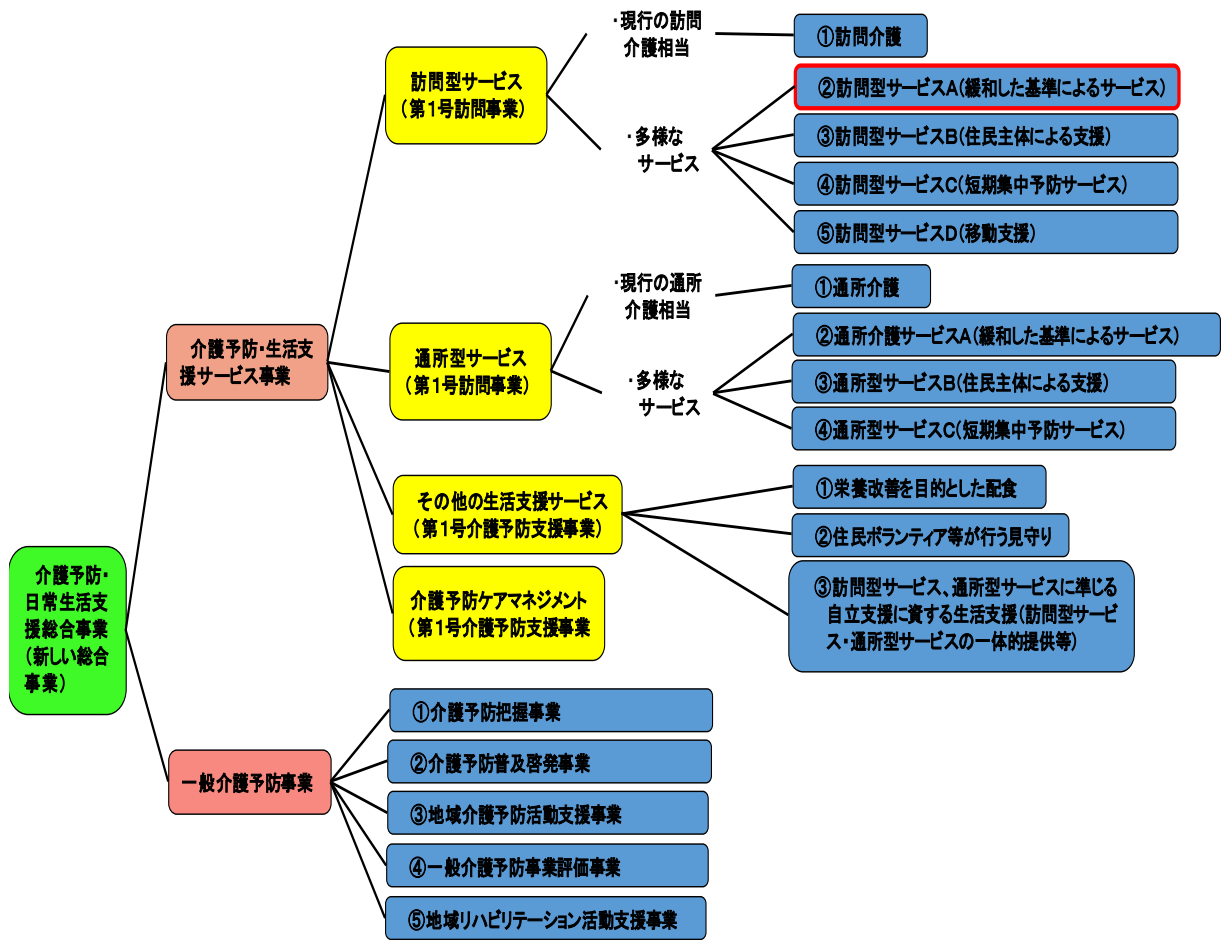 ・現行の訪問
介護相当
①訪問介護
訪問型サービス
（第1号訪問事業）
②訪問型サービスA（緩和した基準によるサービス）
・多様な
サービス
③訪問型サービスB（住民主体による支援）
④訪問型サービスC（短期集中予防サービス）
⑤訪問型サービスD（移動支援）
・現行の通所
介護相当
①通所介護
介護予防・生活支
援サービス事業
通所型サービス
（第1号訪問事業）
②通所介護サービスA（緩和した基準によるサービス）
・多様な
サービス
③通所型サービスB（住民主体による支援）
④通所型サービスC（短期集中予防サービス）
その他の生活支援サービス
（第1号介護予防支援事業）
①栄養改善を目的とした配食
②住民ボランティア等が行う見守り
介護予防・
日常生活支
援総合事業
（新しい総合
事業）
介護予防ケアマネジメント
（第1号介護予防支援事業
③訪問型サービス、通所型サービスに準じる
自立支援に資する生活支援（訪問型サービ
ス・通所型サービスの一体的提供等）
一般介護予防事業
①介護予防把握事業
②介護予防普及啓発事業
③地域介護予防活動支援事業
④一般介護予防事業評価事業
⑤地域リハビリテーション活動支援事業